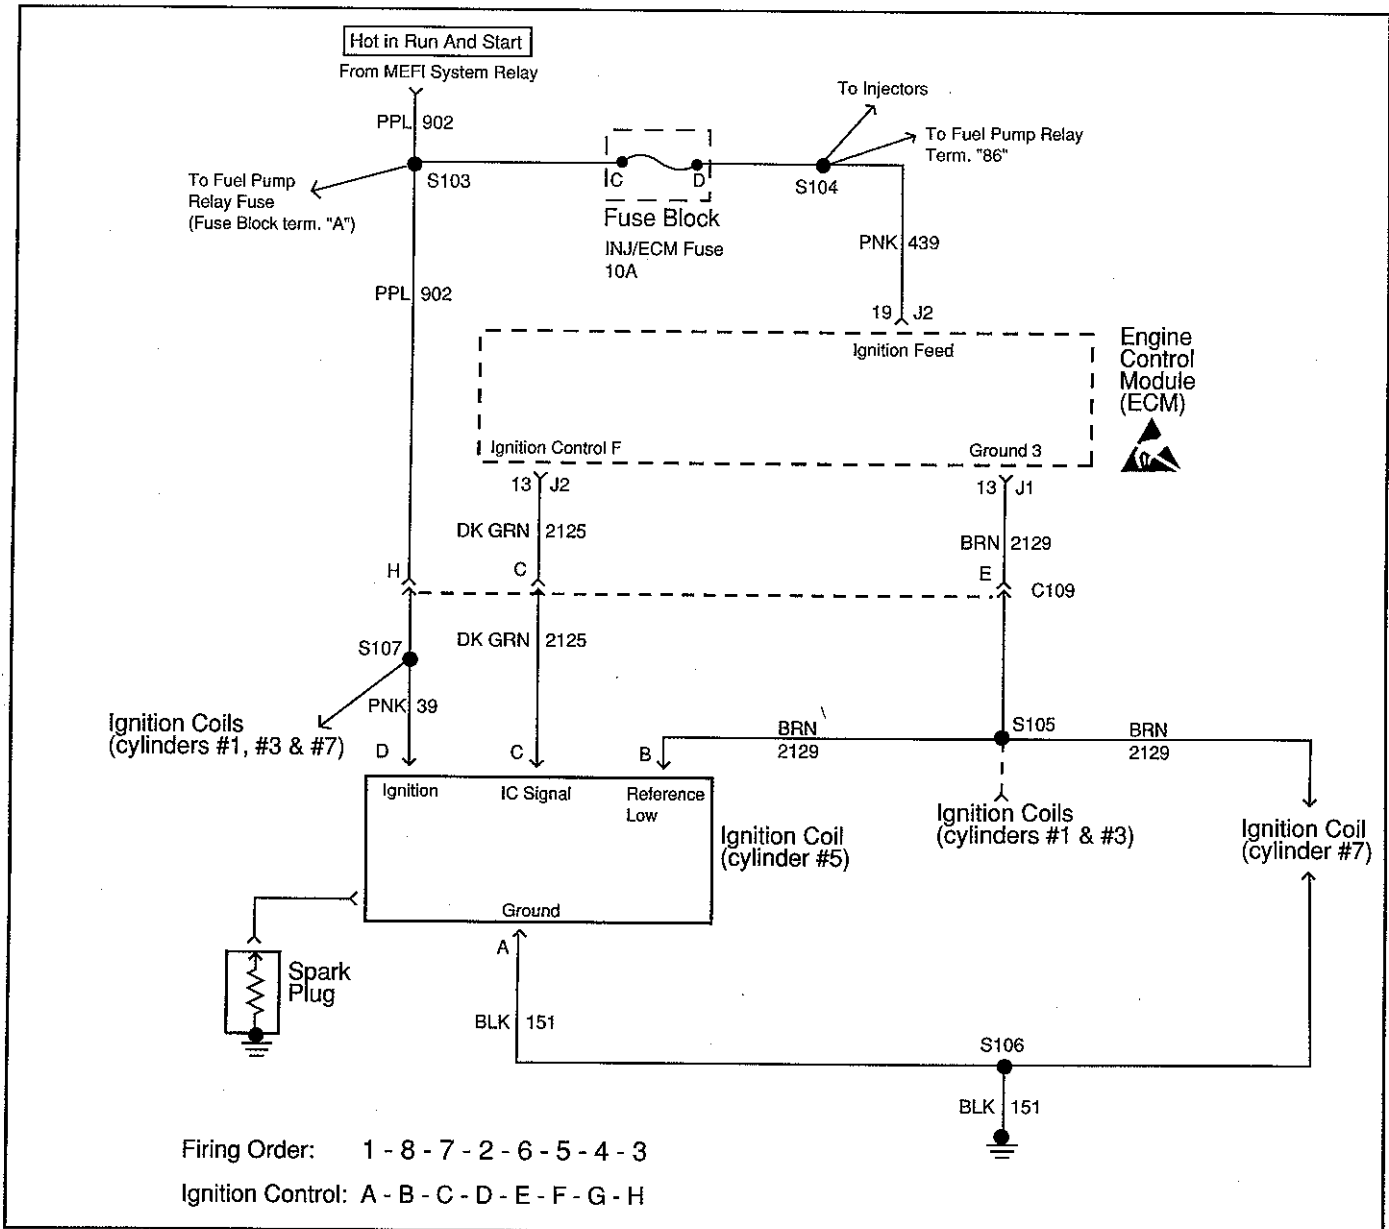 Hot in Run And Start
From MEFI System Relay
PPL 902
To Injectors
To Fuel Pump Relay
Term. "86"
To Fuel Pump
Relay Fuse
(Fuse Block term. "A")
S103
C
D
S104
Fuse Block
INJ/ECM Fuse
10A
PNK 439
PPL 902
19 J2
Ignition Feed
Engine
Control
Module
(ECM)
Ignition Control F
Ground 3
13 J2
13 J1
DK GRN 2125
BRN 2129
H
C
E
C109
S107
DK GRN 2125
PNK 39
Ignition Coils
(cylinders #1, #3 & #7)
D
C
B
BRN
2129
S105
BRN
2129
Ignition
IC Signal
Reference
Low
Ignition Coil
(cylinder #5)
Ignition Coils
(cylinders #1 & #3)
Ignition Coil
(cylinder #7)
Ground
A
Spark
Plug
BLK 151
S106
BLK 151
Firing Order: 1 - 8 - 7 - 2 - 6 - 5 - 4 - 3
Ignition Control: A - B - C - D - E - F - G - H